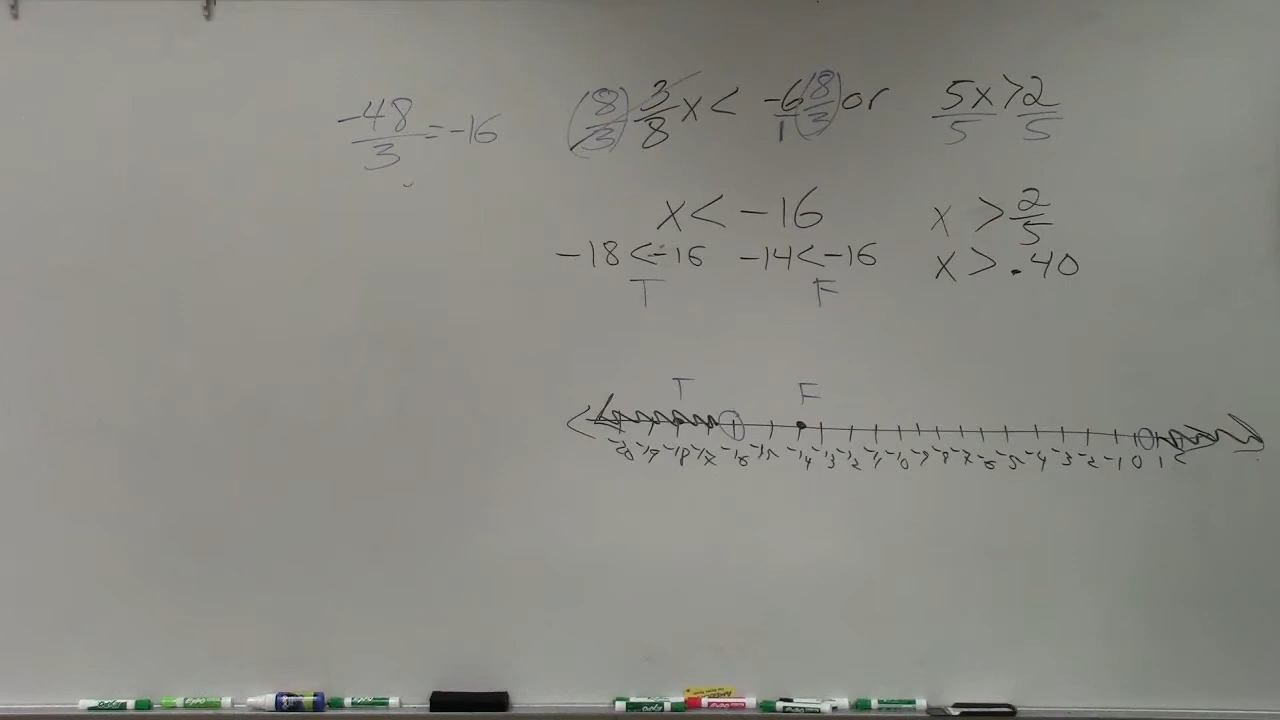 -48/3 = -16
(8/3) 3/8 x < -6/1 (8/3) or 5x/5 > 2/5
x < -16 x > 2/5
-18 < -16 -14 < -16 x > .40
T F
T F
-20 -19 -18 -17 -16 -15 -14 -13 -12 -11 -10 -9 -8 -7 -6 -5 -4 -3 -2 -1 0 1 2